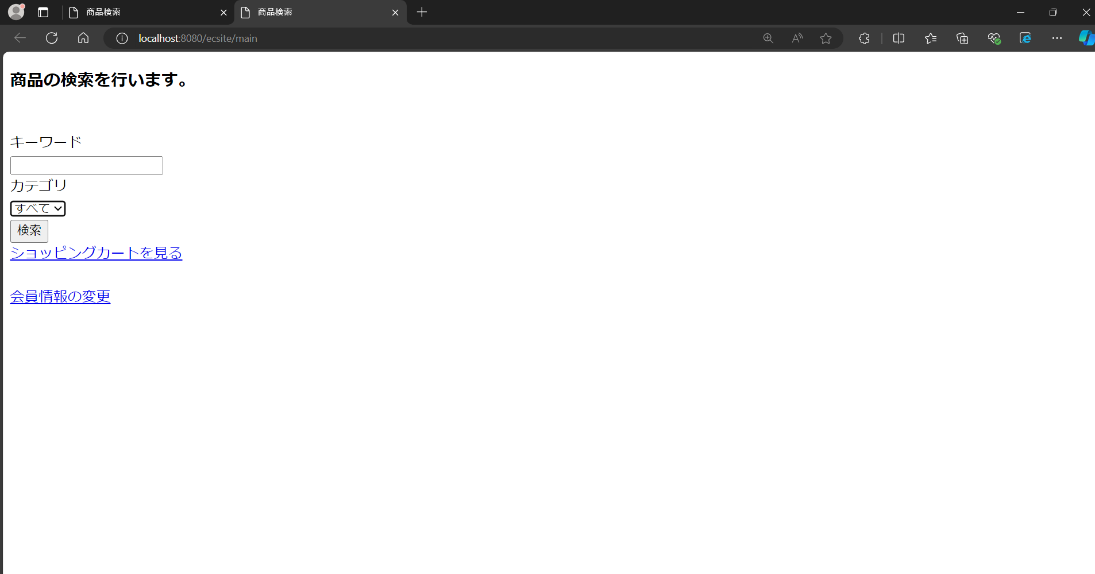 商品検索
商品検索
localhost:8080/ecsite/main
商品の検索を行います。
キーワード
カテゴリ
すべて
検索
ショッピングカートを見る
会員情報の変更